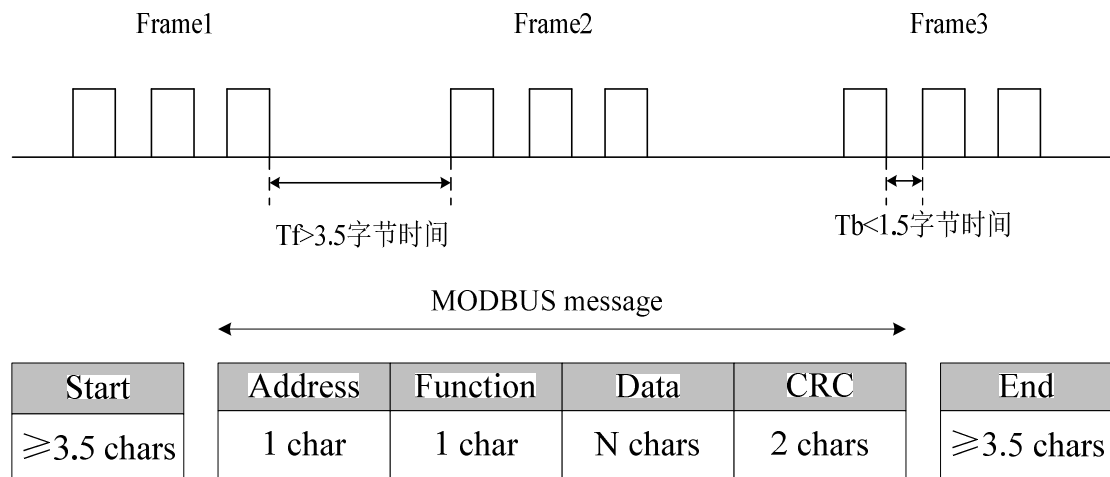 Frame1 Frame2 Frame3
Tf>3.5字节时间 Tb<1.5字节时间
MODBUS message
Start Address Function Data CRC End
≥3.5 chars 1 char 1 char N chars 2 chars ≥3.5 chars